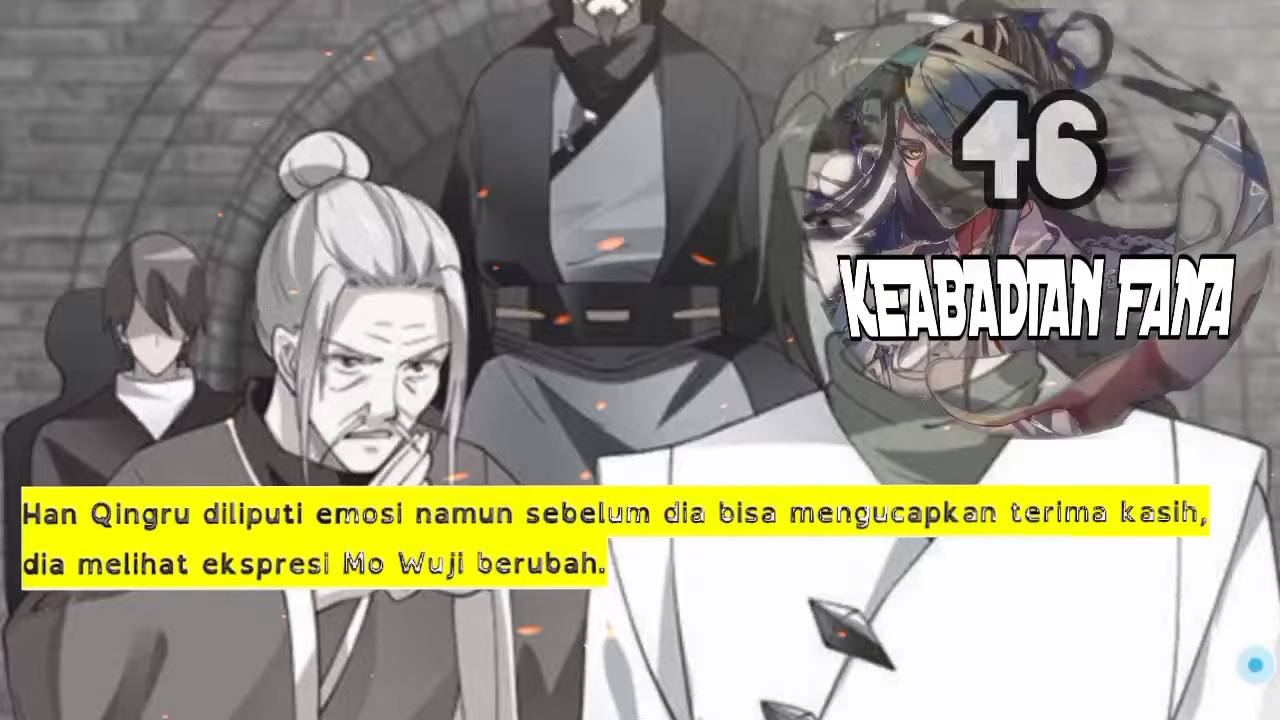 46
KEABADIAN FANA
Han Qingru diliputi emosi namun sebelum dia bisa mengucapkan terima kasih,
dia melihat ekspresi Mo Wuji berubah.